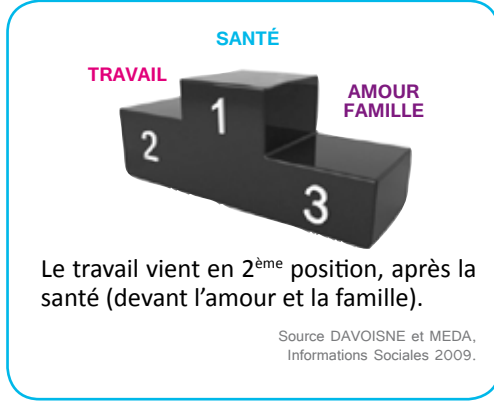 SANTÉ
TRAVAIL
AMOUR
FAMILLE
1
2
3
Le travail vient en 2ème position, après la
santé (devant l’amour et la famille).
Source DAVOISNE et MEDA,
Informations Sociales 2009.